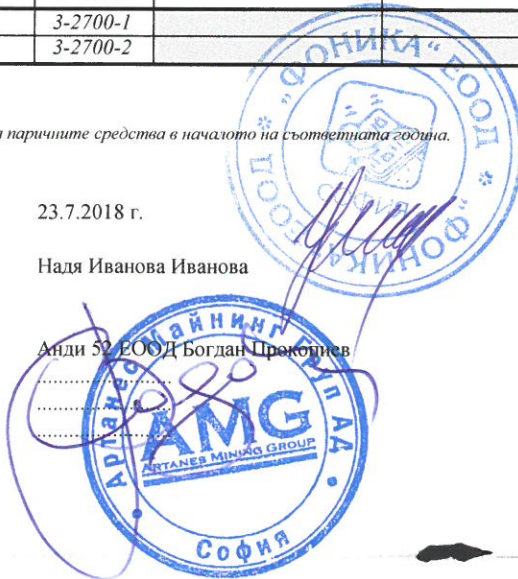 3-2700-1
3-2700-2
паричните средства в началото на съответната година.
"ФОНИКА" ЕООД * "ФОНИКА" ЕООД *
СОФИЯ
23.7.2018 г.
Надя Иванова Иванова
Анди 52 ЕООД Богдан Прокопиев
....................
....................
....................
Артанес Майнинг Груп АД
AMG
ARTANES MINING GROUP
София